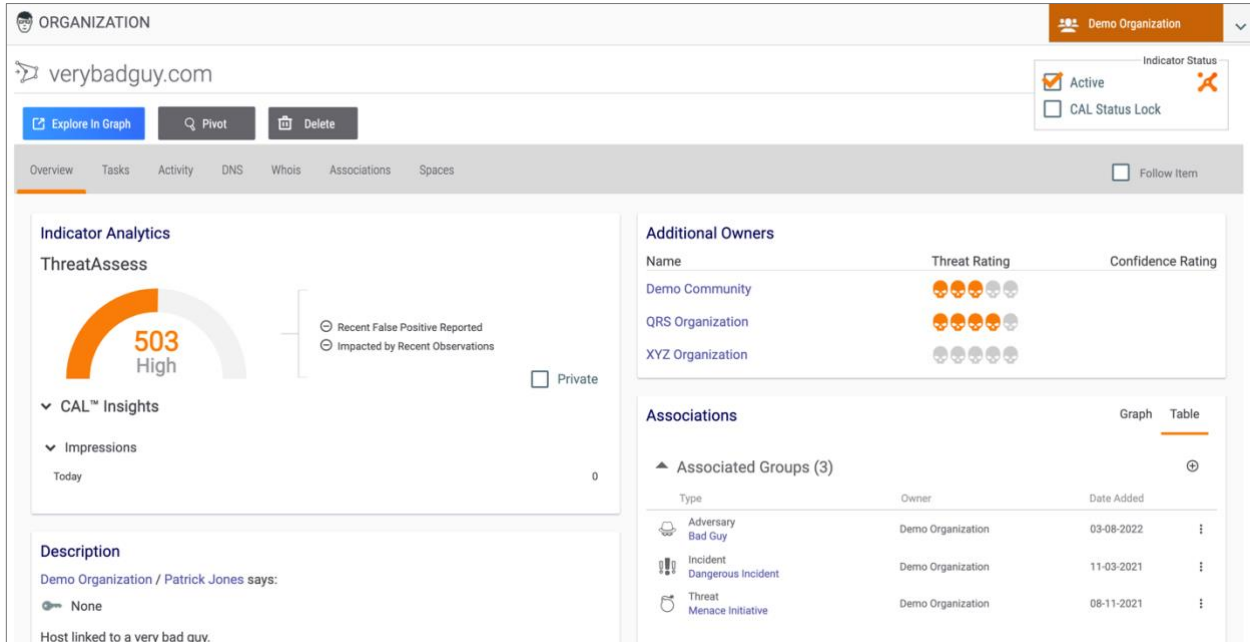 ORGANIZATION
Demo Organization
verybadguy.com
Indicator Status
Active
CAL Status Lock
Explore In Graph
Pivot
Delete
Overview Tasks Activity DNS Whois Associations Spaces
Follow Item
Indicator Analytics
ThreatAssess
503
High
Recent False Positive Reported
Impacted by Recent Observations
Private
CAL™ Insights
Impressions
Today 0
Description
Demo Organization / Patrick Jones says:
None
Host linked to a very bad guy.
Additional Owners
Name Threat Rating Confidence Rating
Demo Community
QRS Organization
XYZ Organization
Associations
Graph Table
Associated Groups (3)
Type Owner Date Added
Adversary
Bad Guy Demo Organization 03-08-2022
Incident
Dangerous Incident Demo Organization 11-03-2021
Threat
Menace Initiative Demo Organization 08-11-2021